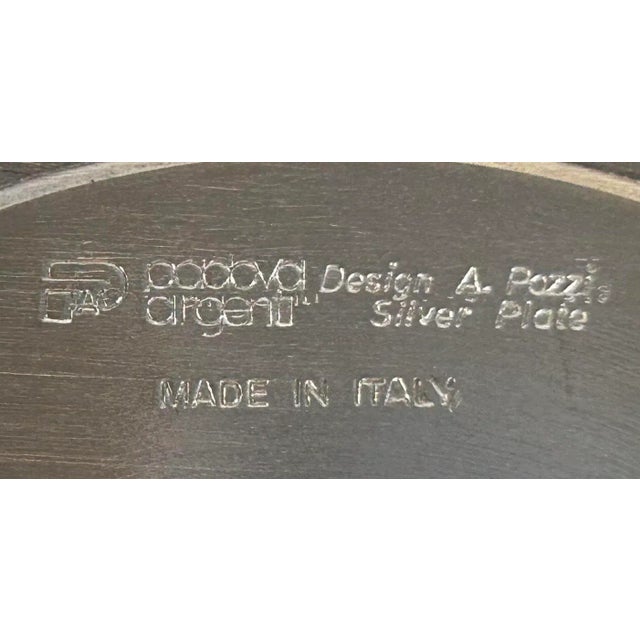 padova Design A. Pozzi,
argenti Silver Plate
MADE IN ITALY